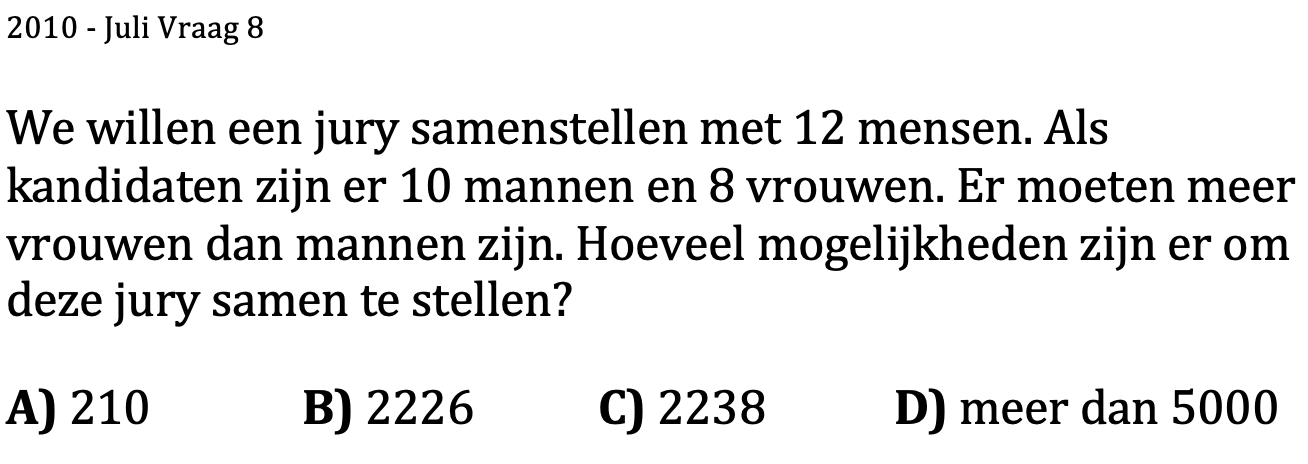 2010 - Juli Vraag 8
We willen een jury samenstellen met 12 mensen. Als
kandidaten zijn er 10 mannen en 8 vrouwen. Er moeten meer
vrouwen dan mannen zijn. Hoeveel mogelijkheden zijn er om
deze jury samen te stellen?
A) 210 B) 2226 C) 2238 D) meer dan 5000